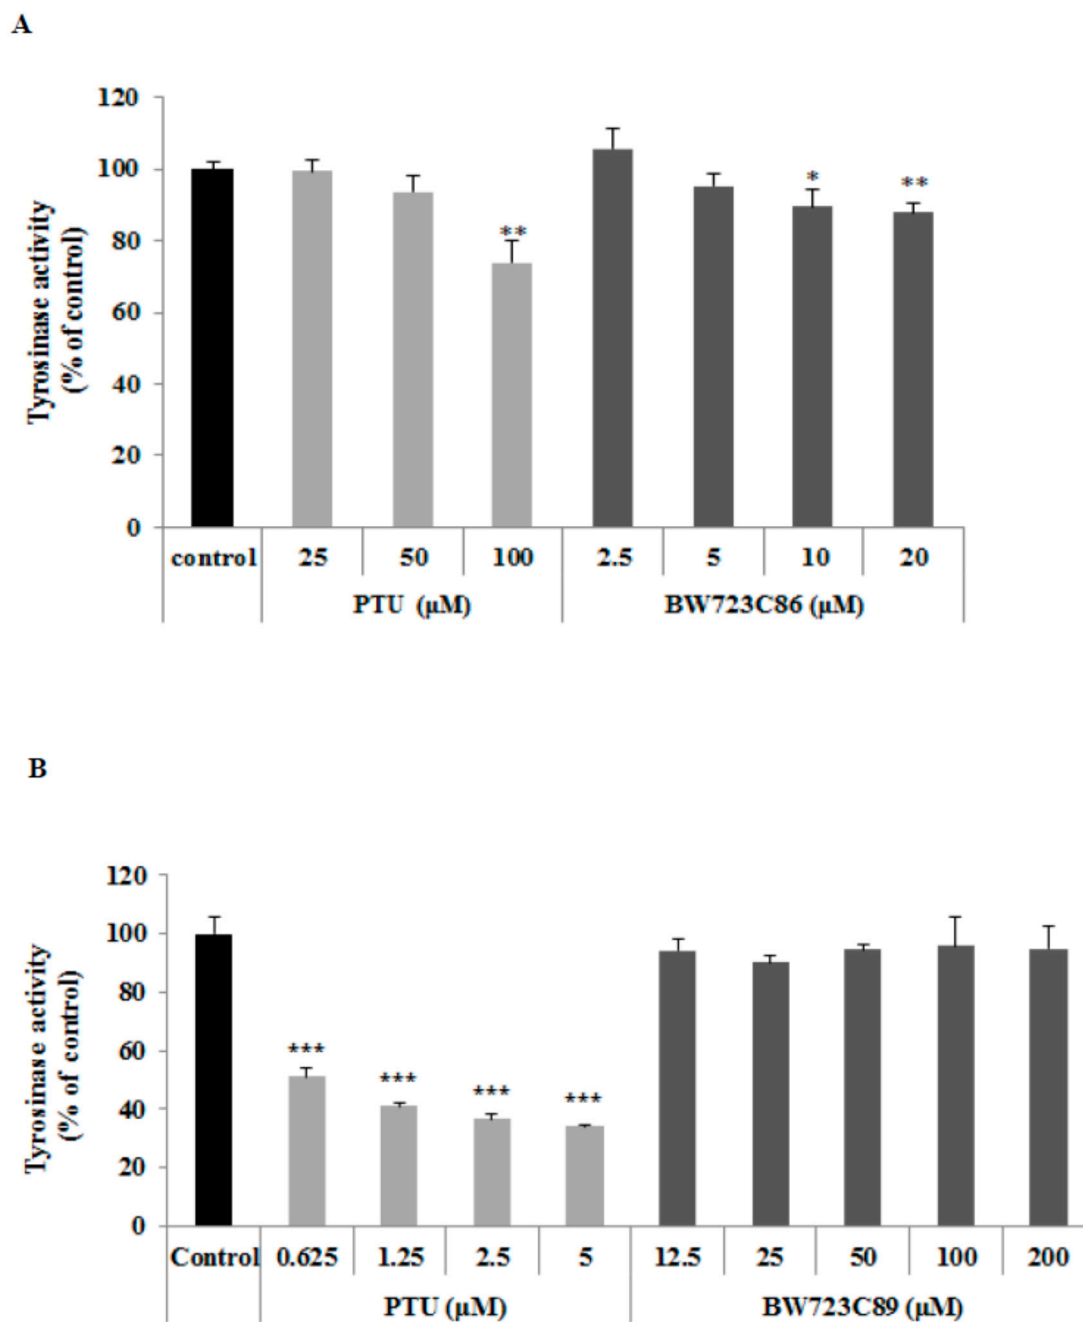 A
Tyrosinase activity
(% of control)
120
100
80
60
40
20
0
*
**
**
control 25 50 100 2.5 5 10 20
PTU (μM) BW723C86 (μM)
B
Tyrosinase activity
(% of control)
120
100
80
60
40
20
0
***
***
***
***
Control 0.625 1.25 2.5 5 12.5 25 50 100 200
PTU (μM) BW723C89 (μM)